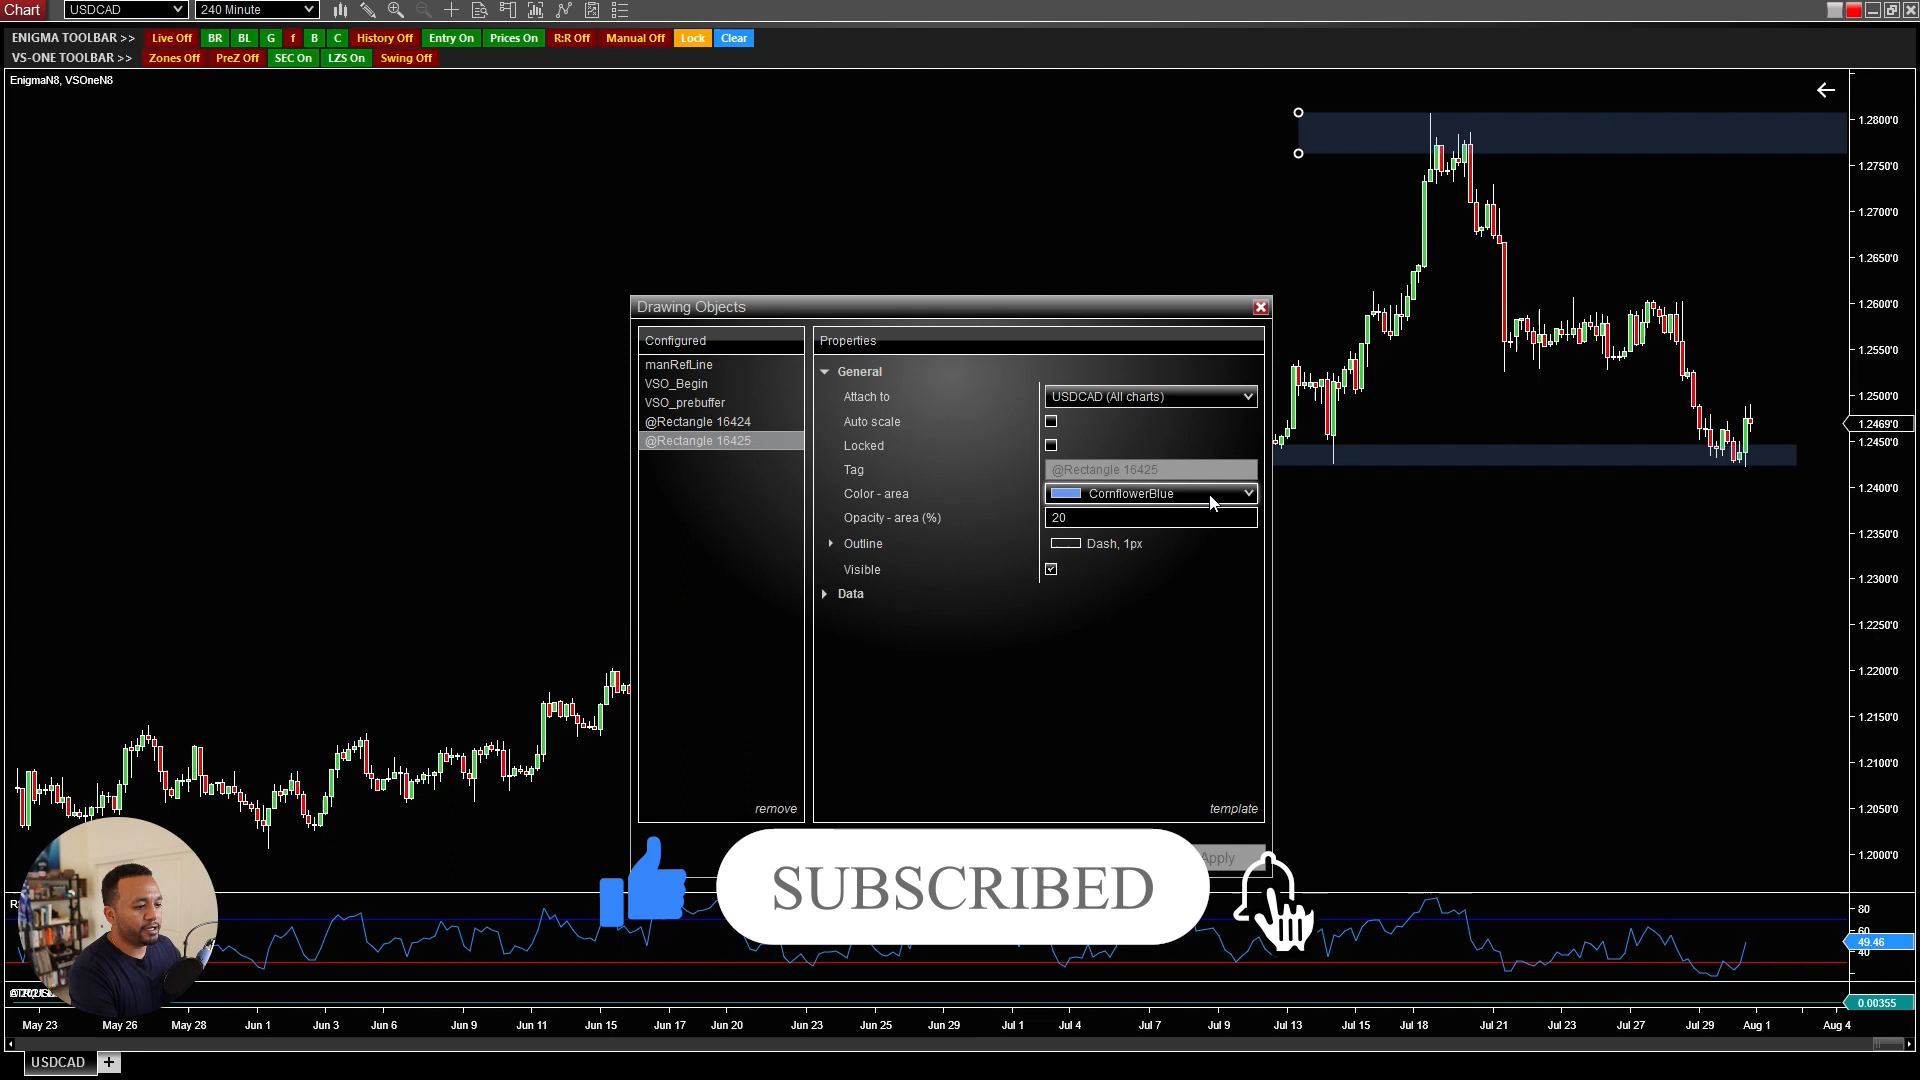 Chart USDCAD 240 Minute
ENIGMA TOOLBAR >> Live Off BR BL G f B C History Off Entry On Prices On R:R Off Manual Off Lock Clear
VS-ONE TOOLBAR >> Zones Off PreZ Off SEC On LZS On Swing Off
EnigmaN8, VSOneN8
1.2800'0
1.2750'0
1.2700'0
1.2650'0
1.2600'0
1.2550'0
1.2500'0
1.2469'0
1.2450'0
1.2400'0
1.2350'0
1.2300'0
1.2250'0
1.2200'0
1.2150'0
1.2100'0
1.2050'0
1.2000'0
Drawing Objects
Configured
manRefLine
VSO_Begin
VSO_prebuffer
@Rectangle 16424
@Rectangle 16425
remove
Properties
General
Attach to USDCAD (All charts)
Auto scale
Locked
Tag @Rectangle 16425
Color - area CornflowerBlue
Opacity - area (%) 20
Outline Dash, 1px
Visible
Data
template
Apply
SUBSCRIBED
80
60
49.46
40
0.00355
May 23 May 26 May 28 Jun 1 Jun 3 Jun 6 Jun 9 Jun 11 Jun 15 Jun 17 Jun 20 Jun 23 Jun 25 Jun 29 Jul 1 Jul 4 Jul 7 Jul 9 Jul 13 Jul 15 Jul 18 Jul 21 Jul 23 Jul 27 Jul 29 Aug 1 Aug 4
USDCAD +